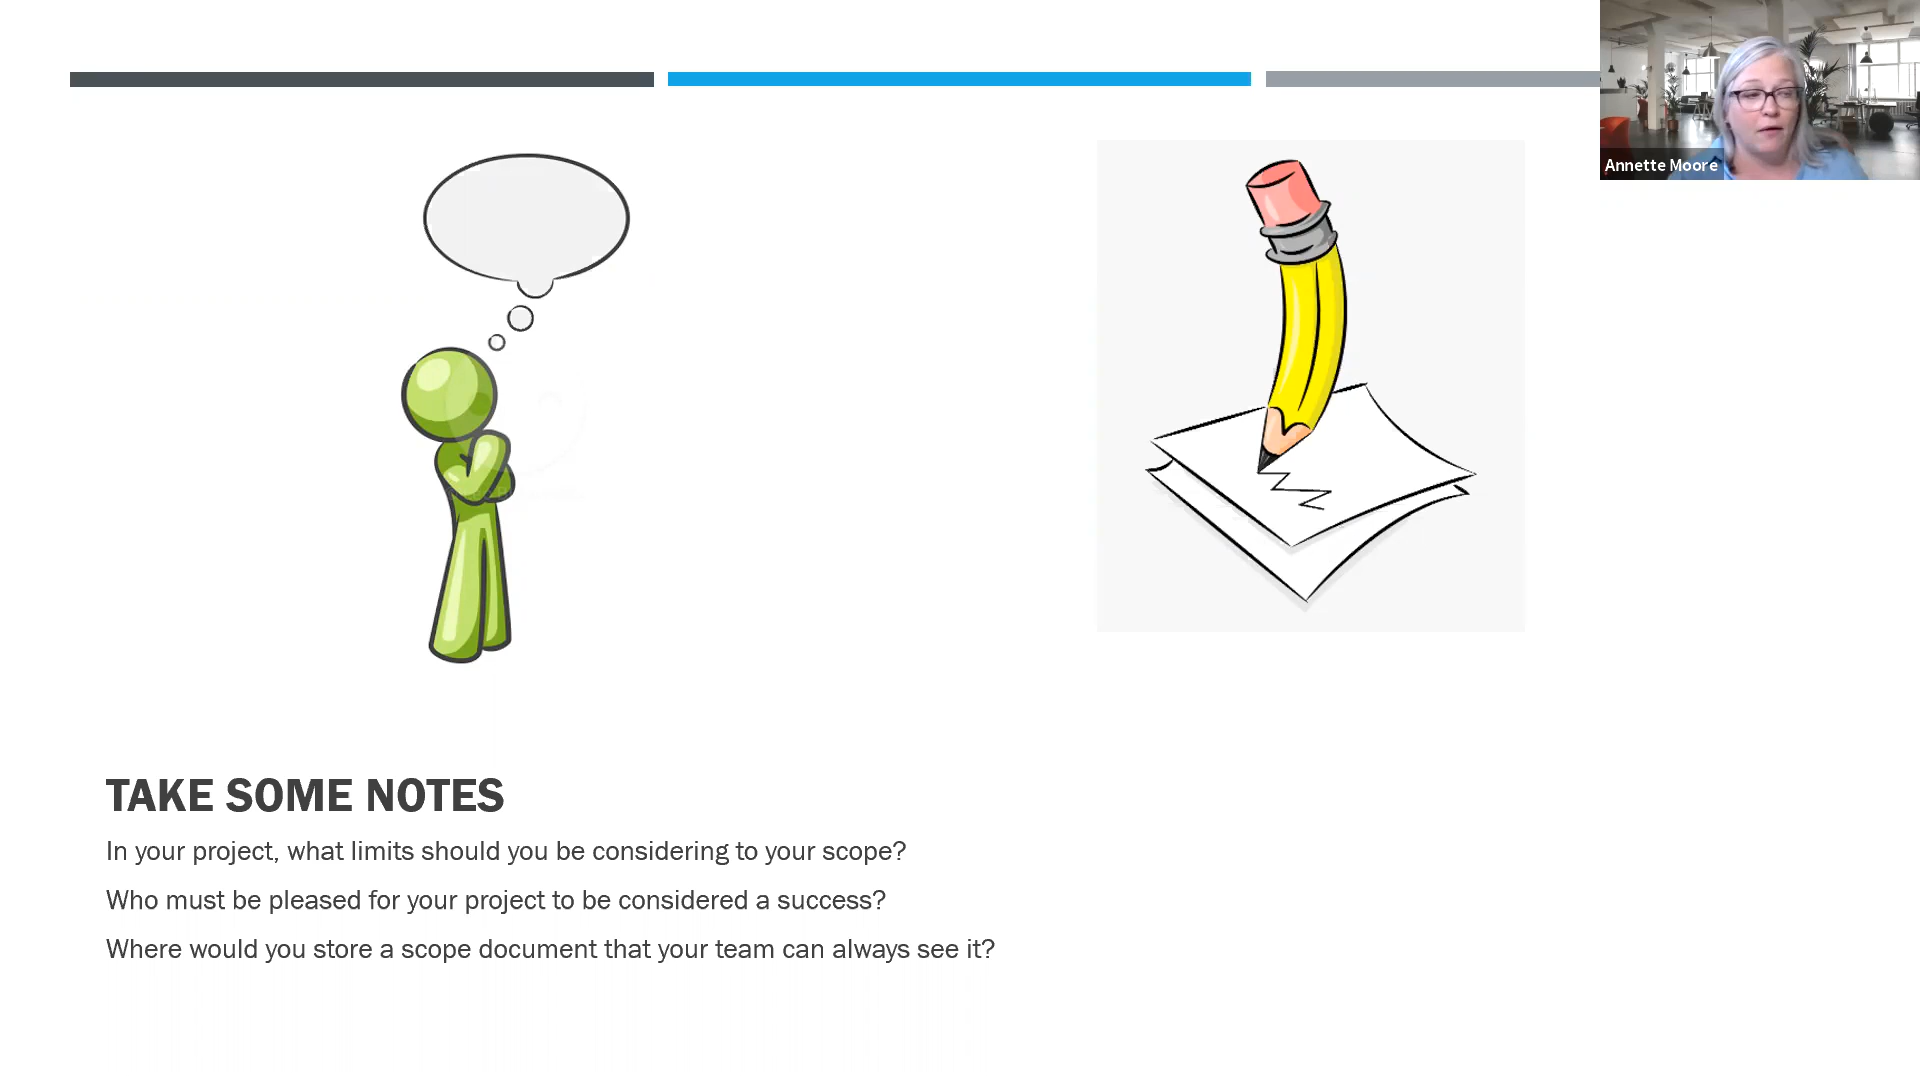 Annette Moore
TAKE SOME NOTES
In your project, what limits should you be considering to your scope?
Who must be pleased for your project to be considered a success?
Where would you store a scope document that your team can always see it?